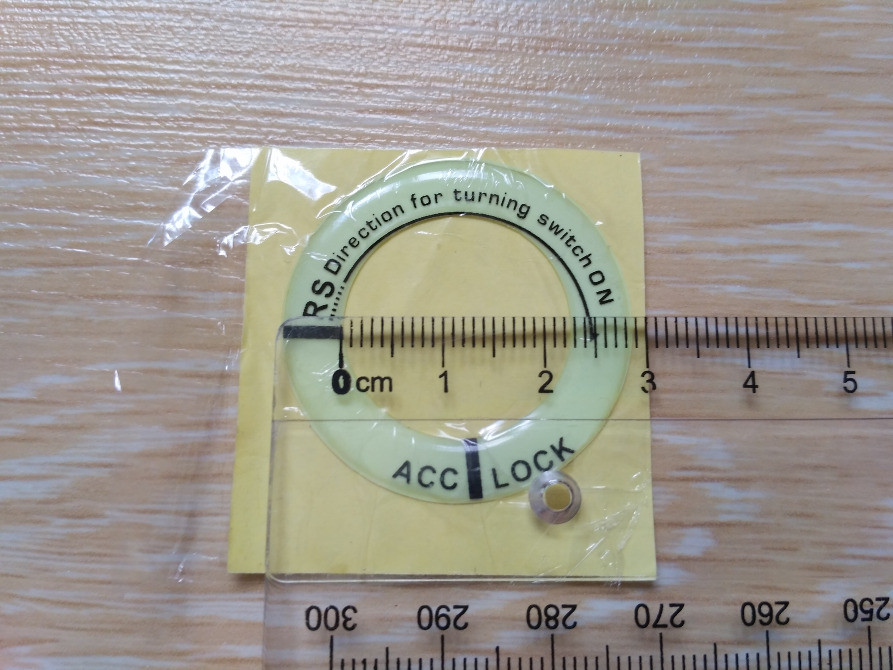 RS Direction for turning switch ON
0 cm 1 2 3 4 5
ACC LOCK
300 290 280 270 260 250